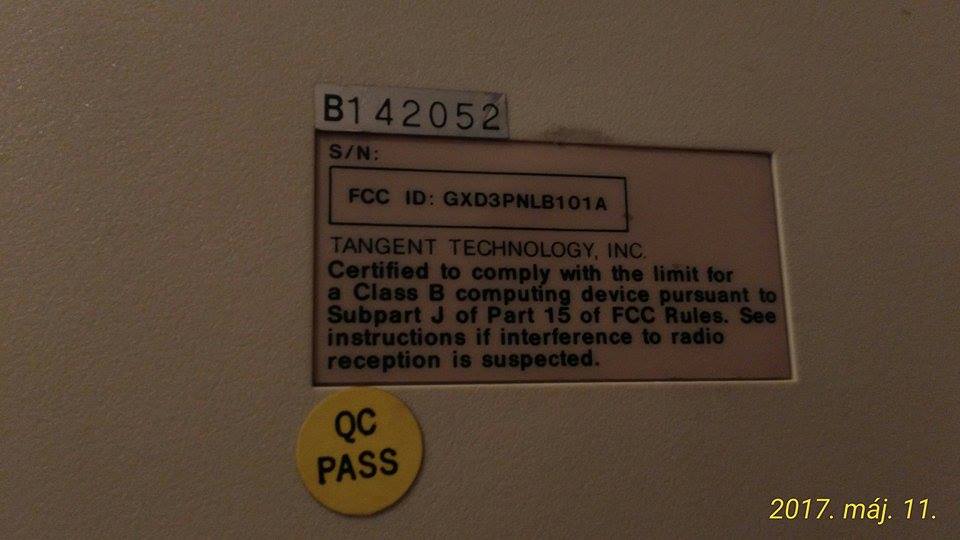 B142052
S/N:
FCC ID: GXD3PNLB101A
TANGENT TECHNOLOGY, INC.
Certified to comply with the limit for
a Class B computing device pursuant to
Subpart J of Part 15 of FCC Rules. See
instructions if interference to radio
reception is suspected.
QC
PASS
2017. máj. 11.